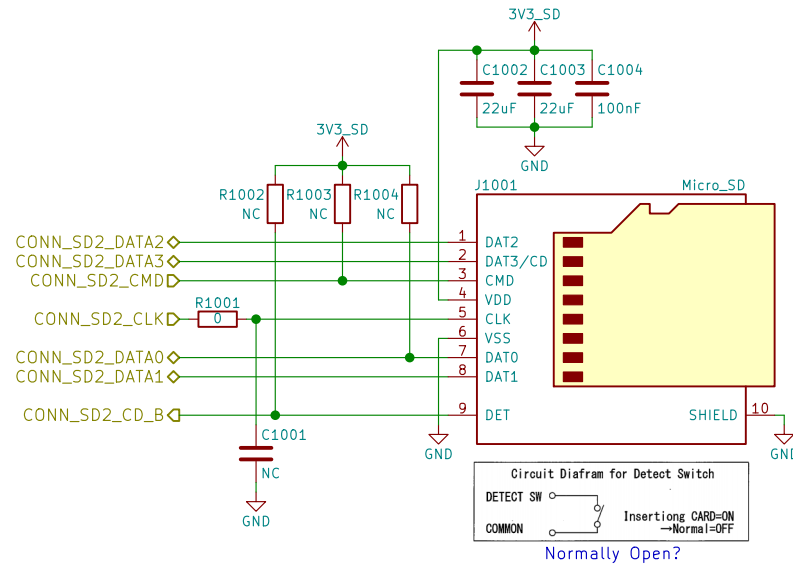 3V3_SD
C1002
C1003
C1004
22uF
22uF
100nF
GND
3V3_SD
R1002
R1003
R1004
NC
NC
NC
J1001
Micro_SD
CONN_SD2_DATA2
1
DAT2
CONN_SD2_DATA3
2
DAT3/CD
CONN_SD2_CMD
3
CMD
4
VDD
R1001
CONN_SD2_CLK
0
5
CLK
6
VSS
CONN_SD2_DATA0
7
DAT0
CONN_SD2_DATA1
8
DAT1
CONN_SD2_CD_B
9
DET
SHIELD
10
C1001
NC
GND
GND
GND
Circuit Diafram for Detect Switch
DETECT SW
Insertiong CARD=ON
→Normal=OFF
COMMON
Normally Open?